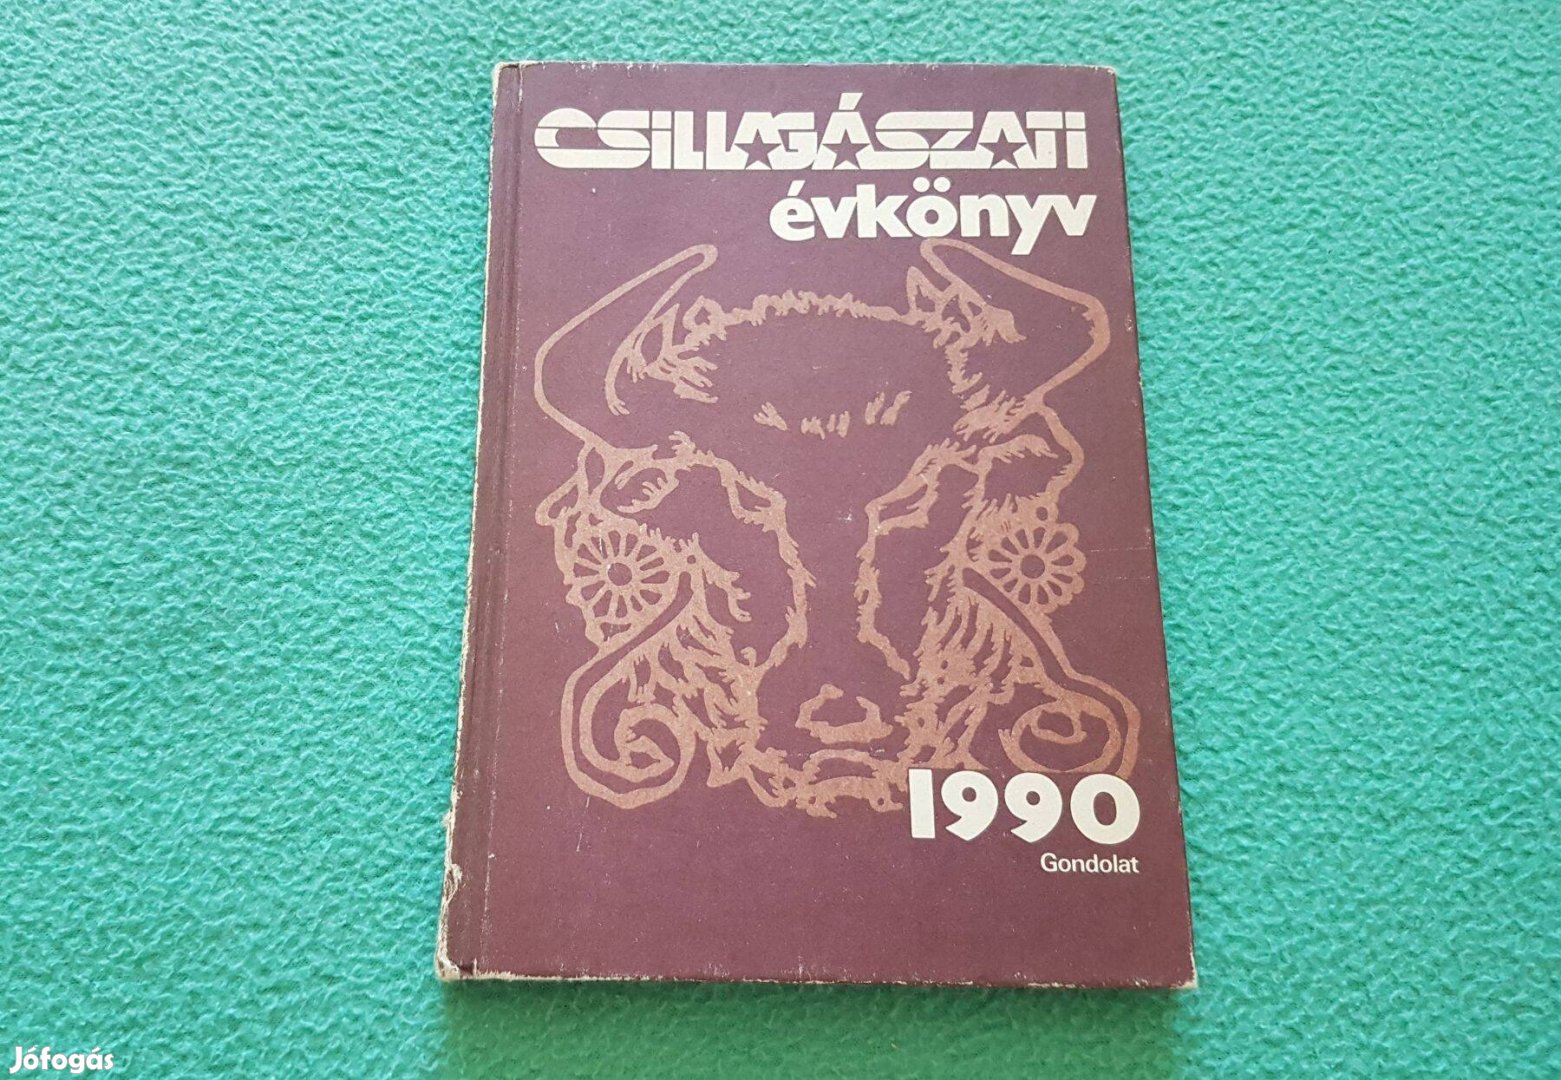 CSILLAGÁSZATI
évkönyv
1990
Gondolat
Jófogás